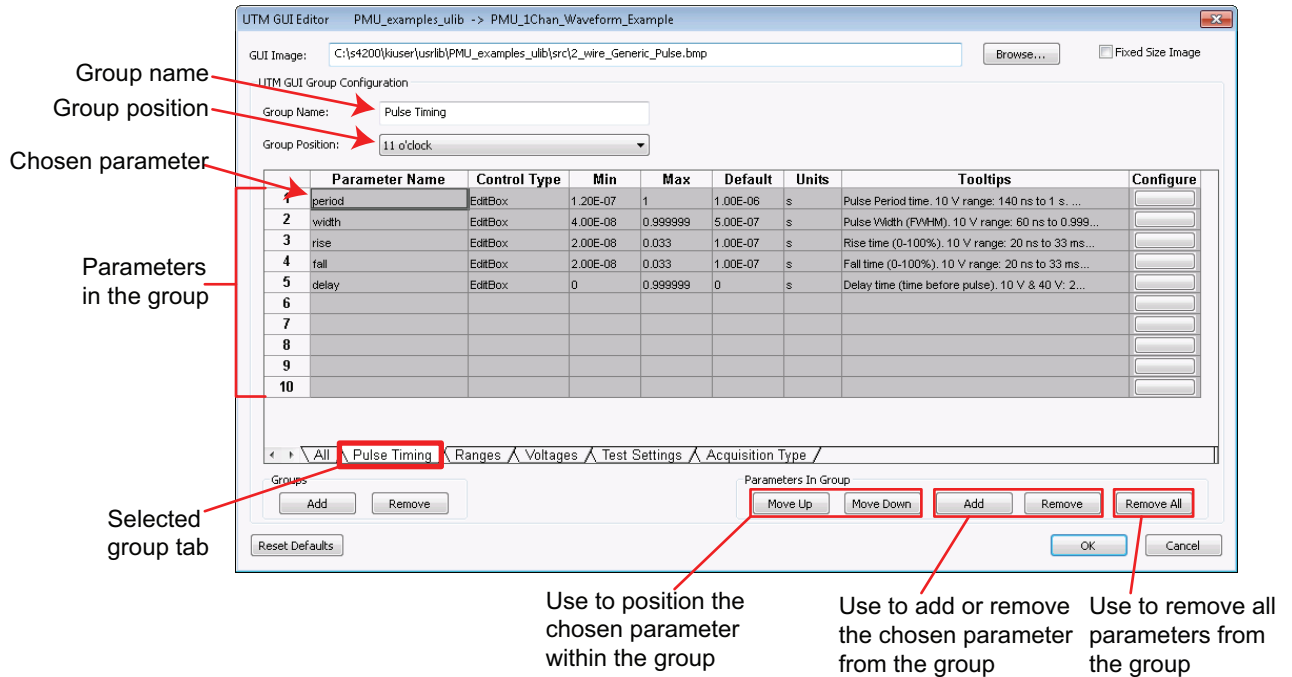 UTM GUI Editor PMU_examples_ulib -> PMU_1Chan_Waveform_Example
GUI Image: C:\s4200\kiuser\usrlib\PMU_examples_ulib\src\2_wire_Generic_Pulse.bmp Browse... Fixed Size Image
UTM GUI Group Configuration
Group name
Group Name: Pulse Timing
Group position
Group Position: 11 o'clock
Chosen parameter
Parameter Name Control Type Min Max Default Units Tooltips Configure
1 period EditBox 1.20E-07 1 1.00E-06 s Pulse Period time. 10 V range: 140 ns to 1 s. ...
2 width EditBox 4.00E-08 0.999999 5.00E-07 s Pulse Width (FWHM). 10 V range: 60 ns to 0.999...
3 rise EditBox 2.00E-08 0.033 1.00E-07 s Rise time (0-100%). 10 V range: 20 ns to 33 ms...
4 fall EditBox 2.00E-08 0.033 1.00E-07 s Fall time (0-100%). 10 V range: 20 ns to 33 ms...
5 delay EditBox 0 0.999999 0 s Delay time (time before pulse). 10 V & 40 V: 2...
6
7
8
9
10
Parameters
in the group
All Pulse Timing Ranges Voltages Test Settings Acquisition Type
Groups
Add Remove
Parameters In Group
Move Up Move Down Add Remove Remove All
Selected
group tab
Reset Defaults OK Cancel
Use to position the
chosen parameter
within the group
Use to add or remove
the chosen parameter
from the group
Use to remove all
parameters from
the group